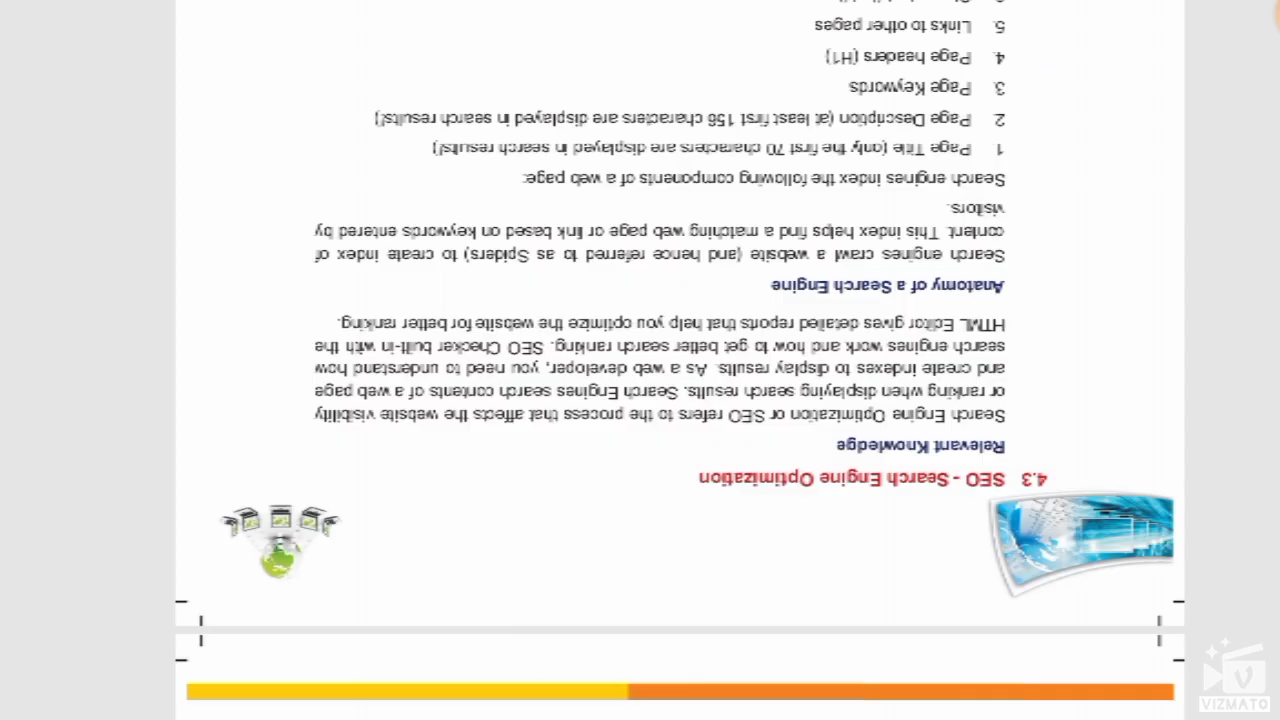 4.3 SEO - Search Engine Optimization
Relevant Knowledge
Search Engine Optimization or SEO refers to the process that affects the website visibility
or ranking when displaying search results. Search Engines search contents of a web page
and create indexes to display results. As a web developer, you need to understand how
search engines work and how to get better search ranking. SEO Checker built-in with the
HTML Editor gives detailed reports that help you optimize the website for better ranking.
Anatomy of a Search Engine
Search engines crawl a website (and hence referred to as Spiders) to create index of
content. This index helps find a matching web page or link based on keywords entered by
visitors.
Search engines index the following components of a web page:
1 Page Title (only the first 70 characters are displayed in search results!)
2 Page Description (at least first 156 characters are displayed in search results!)
3. Page Keywords
4. Page headers (H1)
5. Links to other pages
VIZMATO